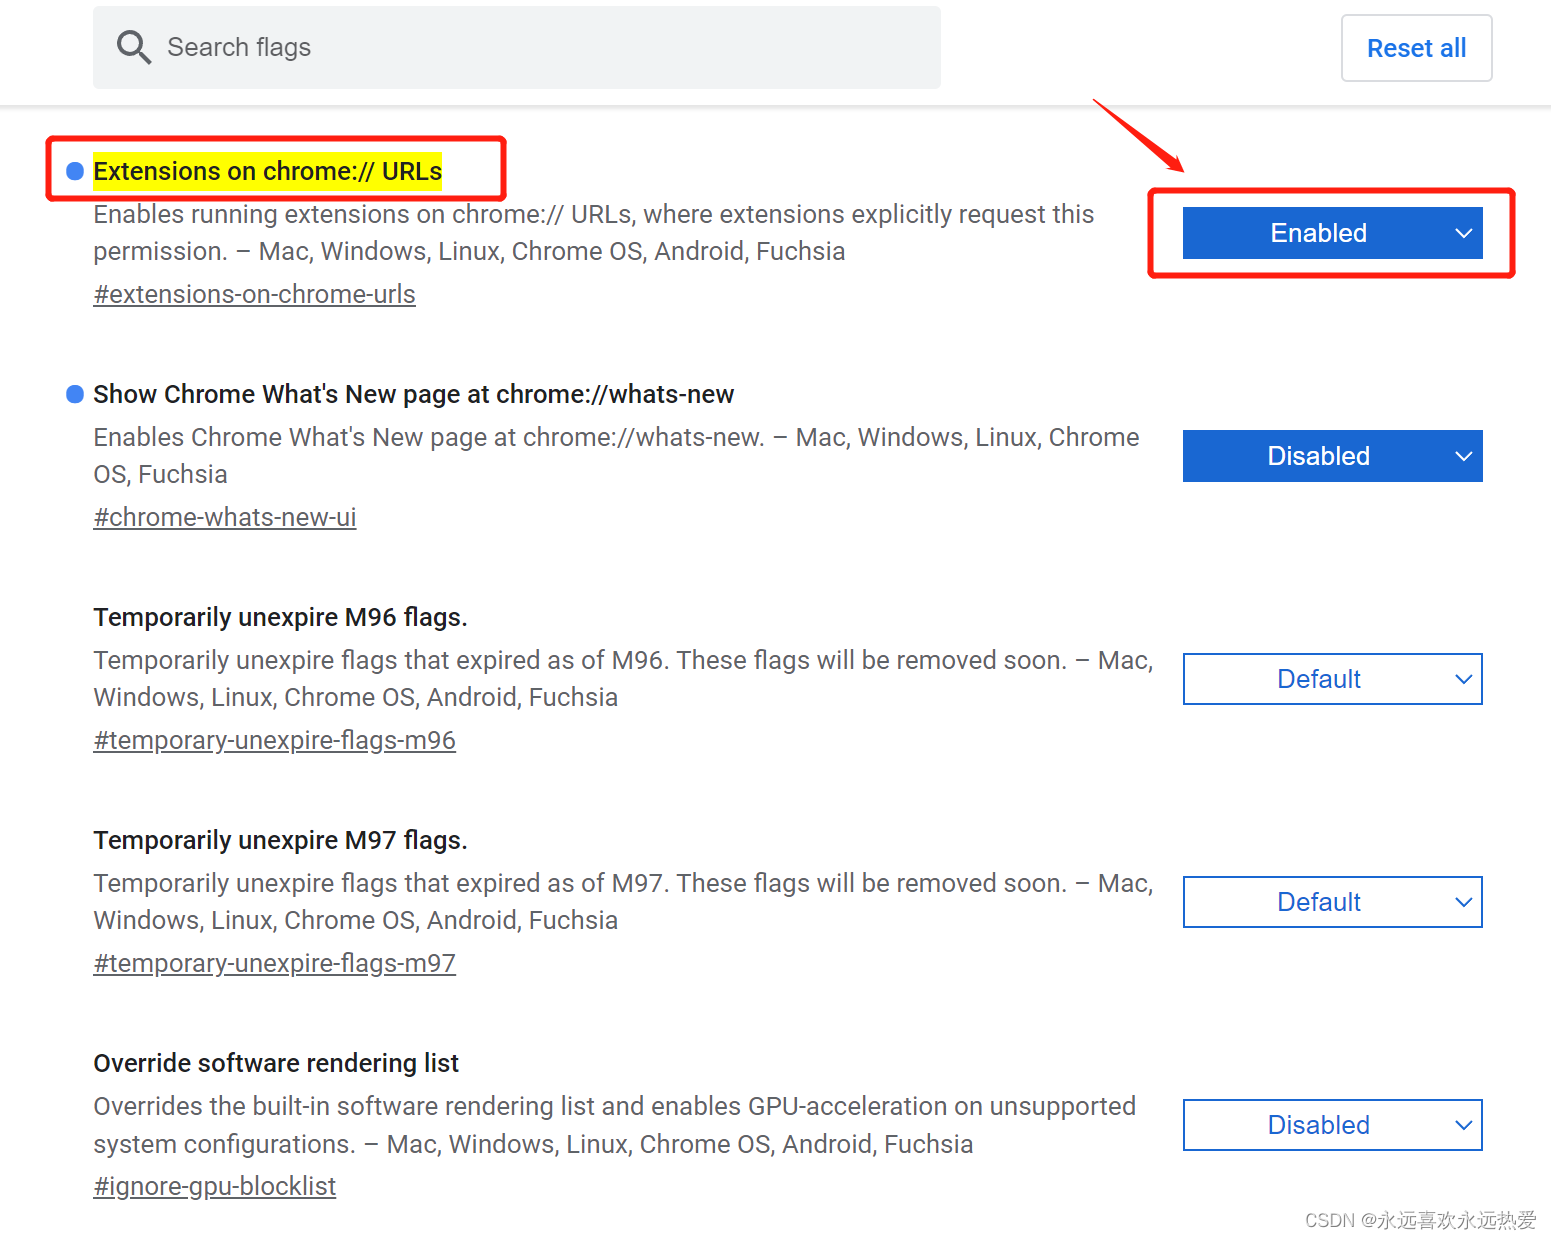 Search flags
Reset all
Extensions on chrome:// URLs
Enables running extensions on chrome:// URLs, where extensions explicitly request this
permission. – Mac, Windows, Linux, Chrome OS, Android, Fuchsia
Enabled
#extensions-on-chrome-urls
Show Chrome What's New page at chrome://whats-new
Enables Chrome What's New page at chrome://whats-new. – Mac, Windows, Linux, Chrome
OS, Fuchsia
Disabled
#chrome-whats-new-ui
Temporarily unexpire M96 flags.
Temporarily unexpire flags that expired as of M96. These flags will be removed soon. – Mac,
Windows, Linux, Chrome OS, Android, Fuchsia
Default
#temporary-unexpire-flags-m96
Temporarily unexpire M97 flags.
Temporarily unexpire flags that expired as of M97. These flags will be removed soon. – Mac,
Windows, Linux, Chrome OS, Android, Fuchsia
Default
#temporary-unexpire-flags-m97
Override software rendering list
Overrides the built-in software rendering list and enables GPU-acceleration on unsupported
system configurations. – Mac, Windows, Linux, Chrome OS, Android, Fuchsia
Disabled
#ignore-gpu-blocklist
CSDN @永远喜欢永远热爱